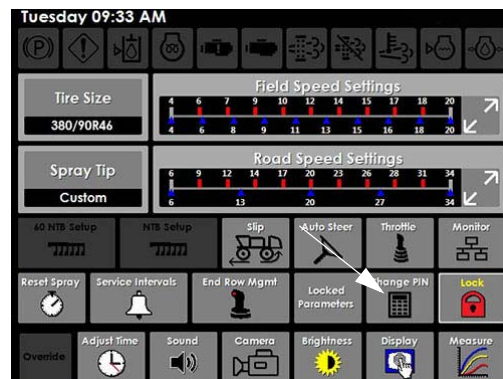 Tuesday 09:33 AM
Tire Size
380/90R46
Field Speed Settings
4 6 7 9 10 12 14 15 17 18 20
4 6 8 9 11 13 15 16 18 20
Spray Tip
Custom
Road Speed Settings
6 9 12 14 17 20 23 26 28 31 34
6 13 20 27 34
60 NTB Setup
NTB Setup
Slip
Auto Steer
Throttle
Monitor
Reset Spray
Service Intervals
End Row Mgmt
Locked
Parameters
Change PIN
Lock
Override
Adjust Time
Sound
Camera
Brightness
Display
Measure